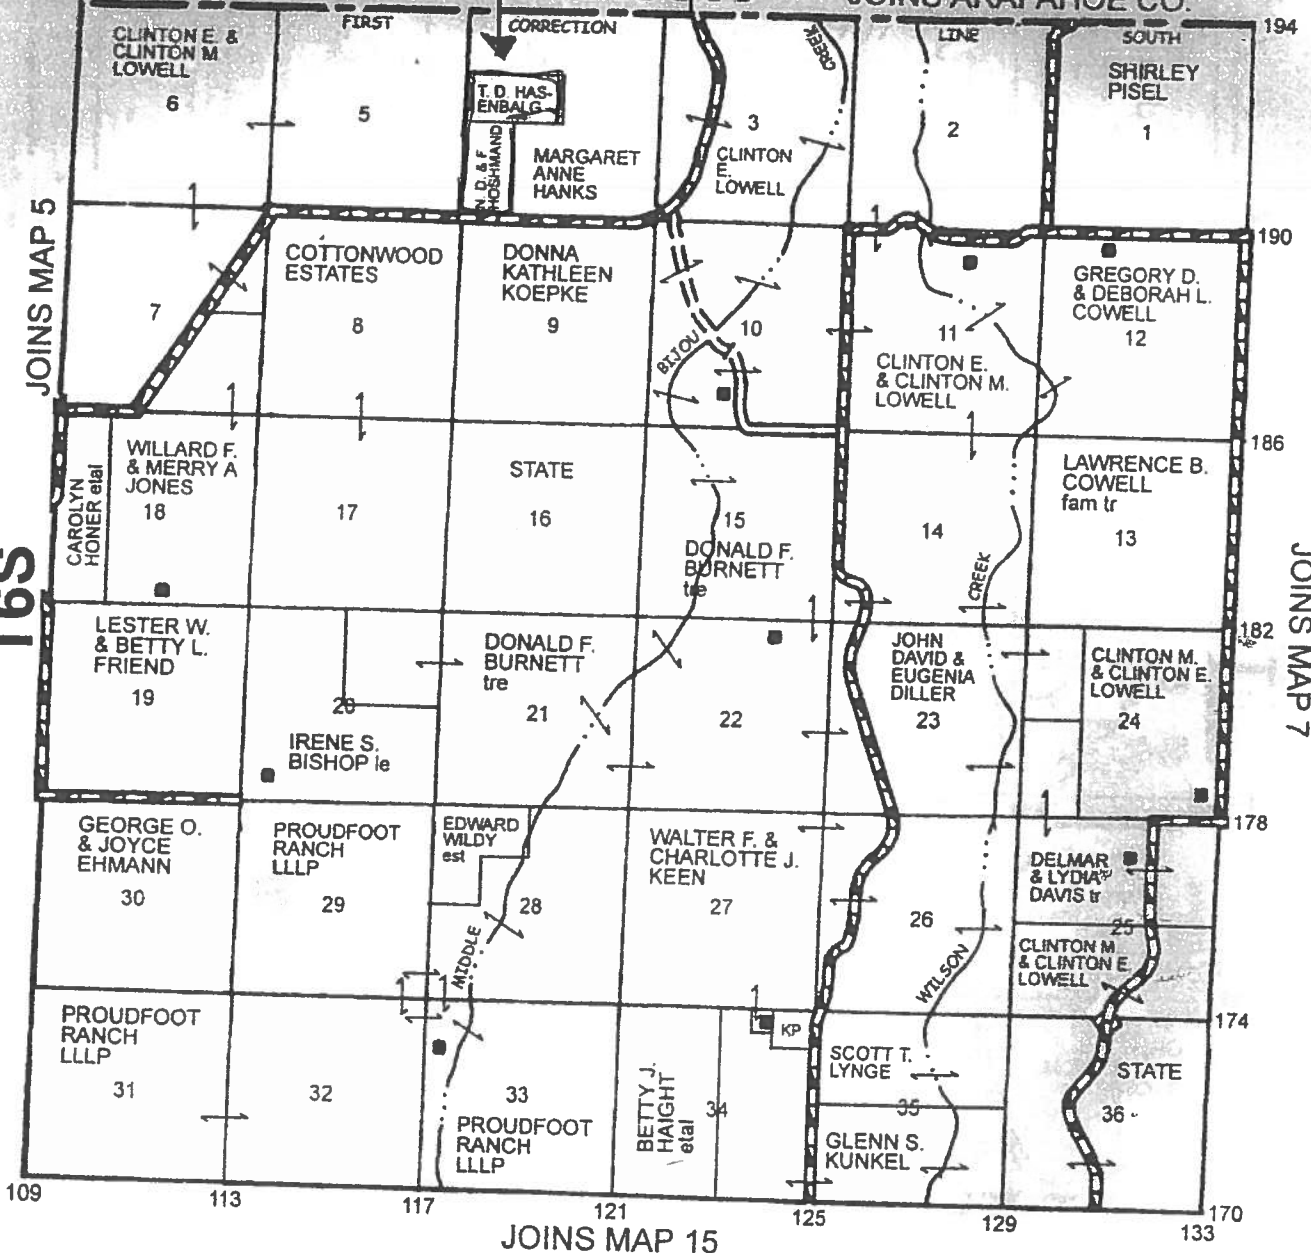 JOINS ARAPAHOE CO.
FIRST
CORRECTION
LINE
SOUTH
194
CLINTON E. &
CLINTON M
LOWELL
6
5
T. D. HAS-
ENBALG
N. D. & F
HOSHMAND
MARGARET
ANNE
HANKS
3
CLINTON
E.
LOWELL
CREEK
2
SHIRLEY
PISEL
1
JOINS MAP 5
190
7
COTTONWOOD
ESTATES
8
DONNA
KATHLEEN
KOEPKE
9
10
BIJOU
11
CLINTON E.
& CLINTON M.
LOWELL
GREGORY D.
& DEBORAH L.
COWELL
12
186
CAROLYN
HONER etal
WILLARD F.
& MERRY A
JONES
18
17
STATE
16
15
DONALD F.
BURNETT
tre
14
CREEK
LAWRENCE B.
COWELL
fam tr
13
T6S
JOINS MAP 7
182
LESTER W.
& BETTY L.
FRIEND
19
20
IRENE S.
BISHOP le
DONALD F.
BURNETT
tre
21
22
JOHN
DAVID &
EUGENIA
DILLER
23
CLINTON M.
& CLINTON E.
LOWELL
24
178
GEORGE O.
& JOYCE
EHMANN
30
PROUDFOOT
RANCH
LLLP
29
EDWARD
WILDY
est
28
MIDDLE
WALTER F. &
CHARLOTTE J.
KEEN
27
26
WILSON
DELMAR
& LYDIA
DAVIS tr
25
CLINTON M
& CLINTON E.
LOWELL
174
PROUDFOOT
RANCH
LLLP
31
32
33
PROUDFOOT
RANCH
LLLP
BETTY J.
HAIGHT
etal
34
KP
SCOTT T.
LYNGE
35
GLENN S.
KUNKEL
STATE
36
170
109
113
117
121
125
129
133
JOINS MAP 15